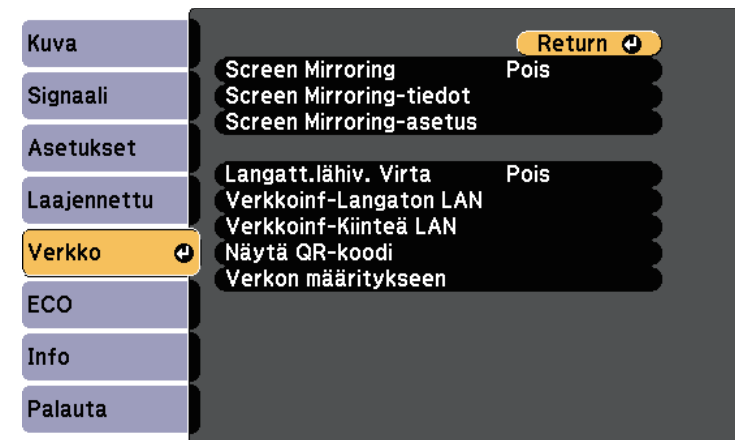 Kuva
Signaali
Asetukset
Laajennettu
Verkko
ECO
Info
Palauta
Return
Screen Mirroring Pois
Screen Mirroring-tiedot
Screen Mirroring-asetus
Langatt.lähiv. Virta Pois
Verkkoinf-Langaton LAN
Verkkoinf-Kiinteä LAN
Näytä QR-koodi
Verkon määritykseen